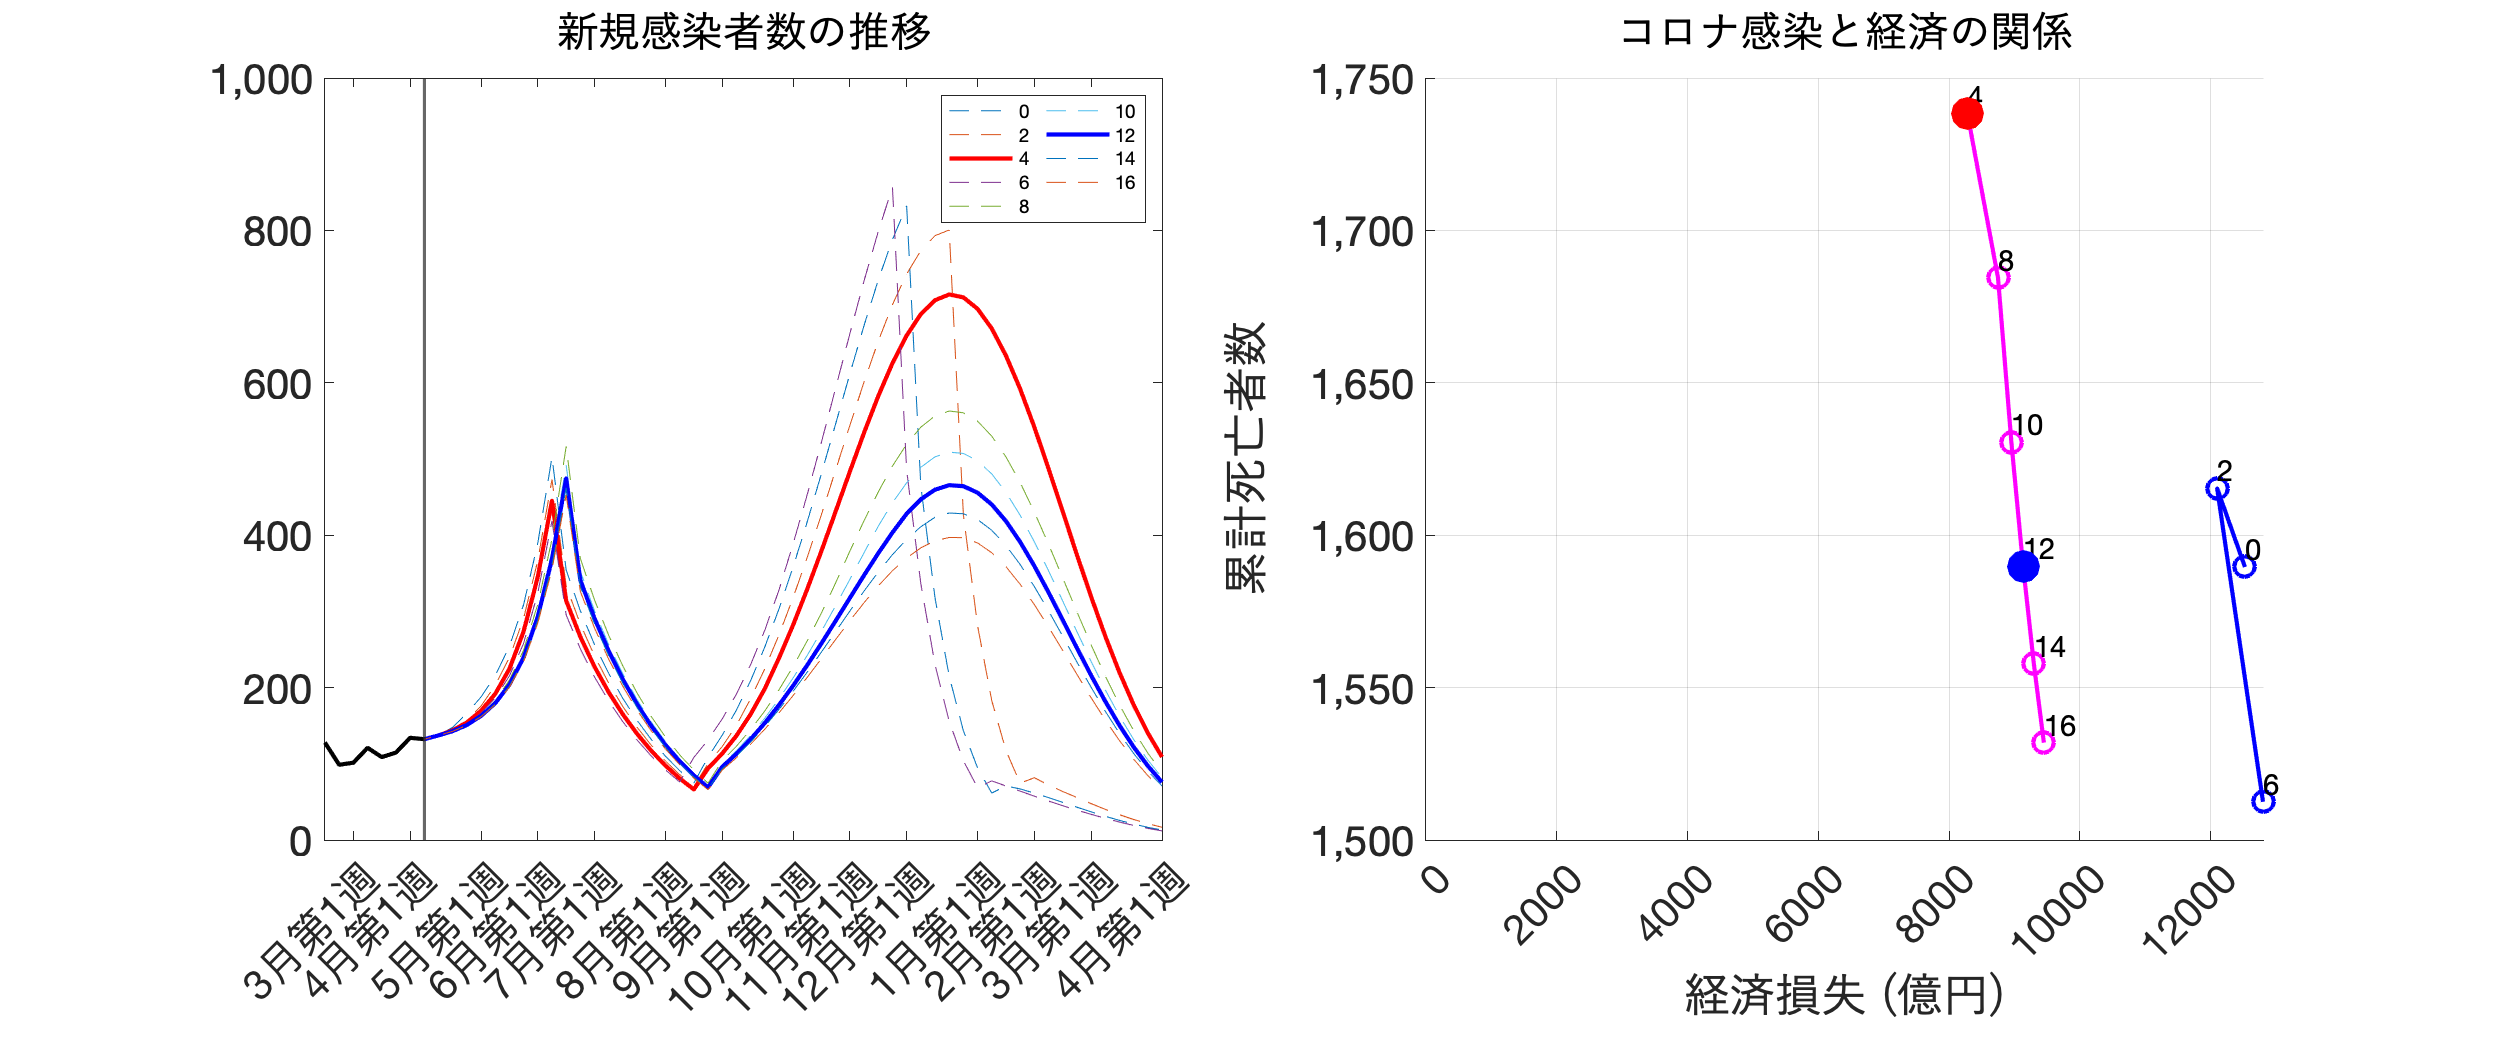 新規感染者数の推移
1,000
800
600
400
200
0
0
2
4
6
8
10
12
14
16
3月第1週
4月第1週
5月第1週
6月第1週
7月第1週
8月第1週
9月第1週
10月第1週
11月第1週
12月第1週
1月第1週
2月第1週
3月第1週
4月第1週
コロナ感染と経済の関係
累計死亡者数
1,750
1,700
1,650
1,600
1,550
1,500
4
8
10
2
12
0
14
16
6
0
2000
4000
6000
8000
10000
12000
経済損失 (億円)